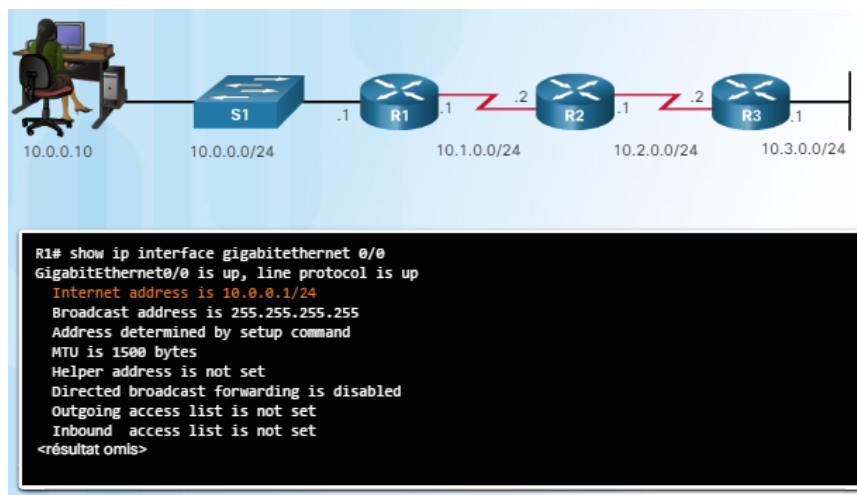 S1
.1
R1
.1
.2
R2
.1
.2
R3
.1
10.0.0.10
10.0.0.0/24
10.1.0.0/24
10.2.0.0/24
10.3.0.0/24
R1# show ip interface gigabitethernet 0/0
GigabitEthernet0/0 is up, line protocol is up
Internet address is 10.0.0.1/24
Broadcast address is 255.255.255.255
Address determined by setup command
MTU is 1500 bytes
Helper address is not set
Directed broadcast forwarding is disabled
Outgoing access list is not set
Inbound  access list is not set
<résultat omis>